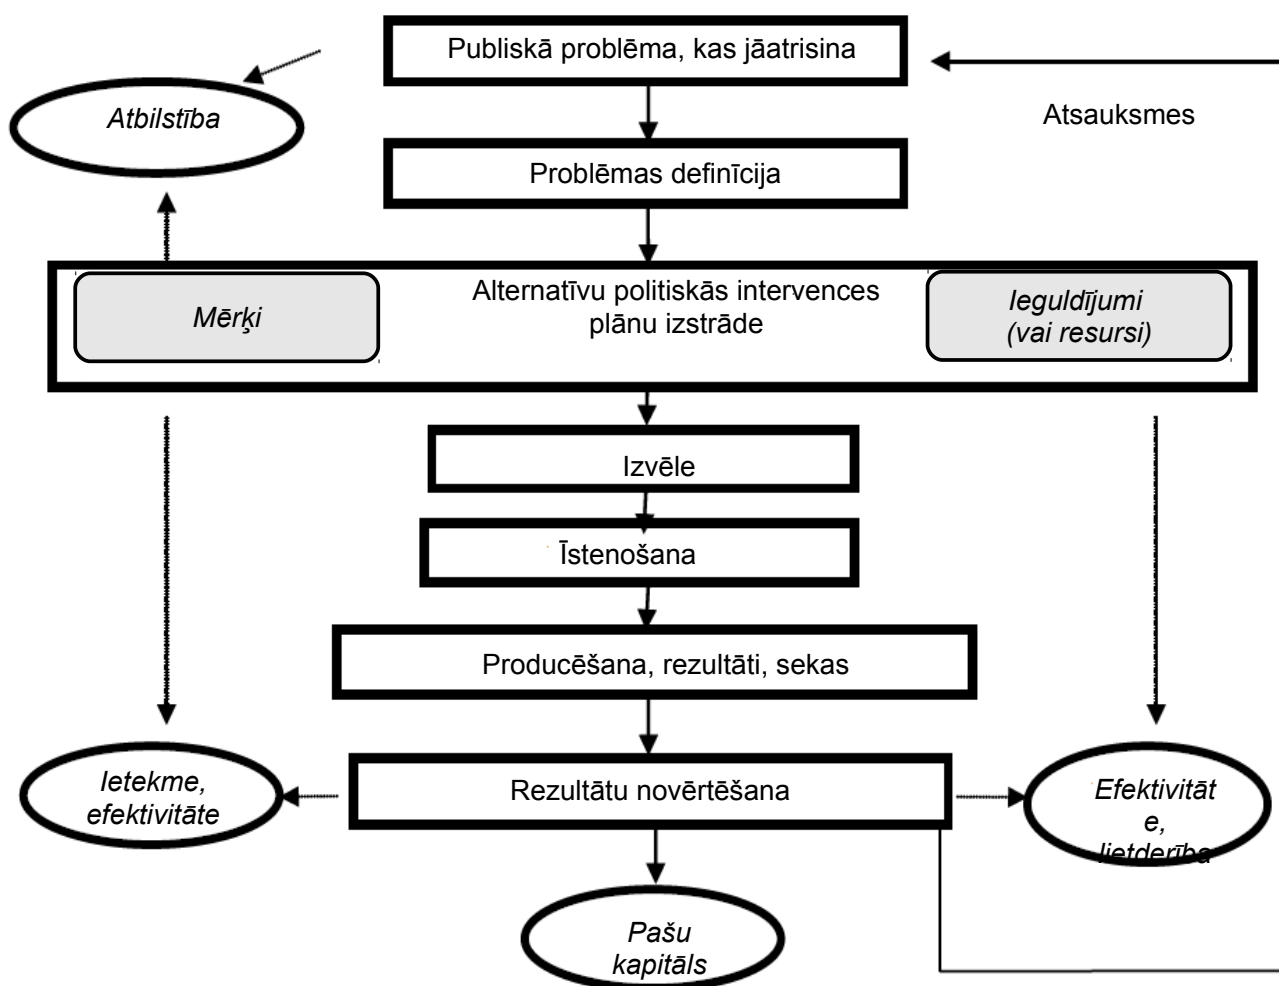 Publiskā problēma, kas jāatrisina
Atbilstība
Atsauksmes
Problēmas definīcija
Mērķi
Alternatīvu politiskās intervences
plānu izstrāde
Ieguldījumi
(vai resursi)
Izvēle
Īstenošana
Producēšana, rezultāti, sekas
Ietekme,
efektivitāte
Rezultātu novērtēšana
Efektivitāt
e,
lietderība
Pašu
kapitāls